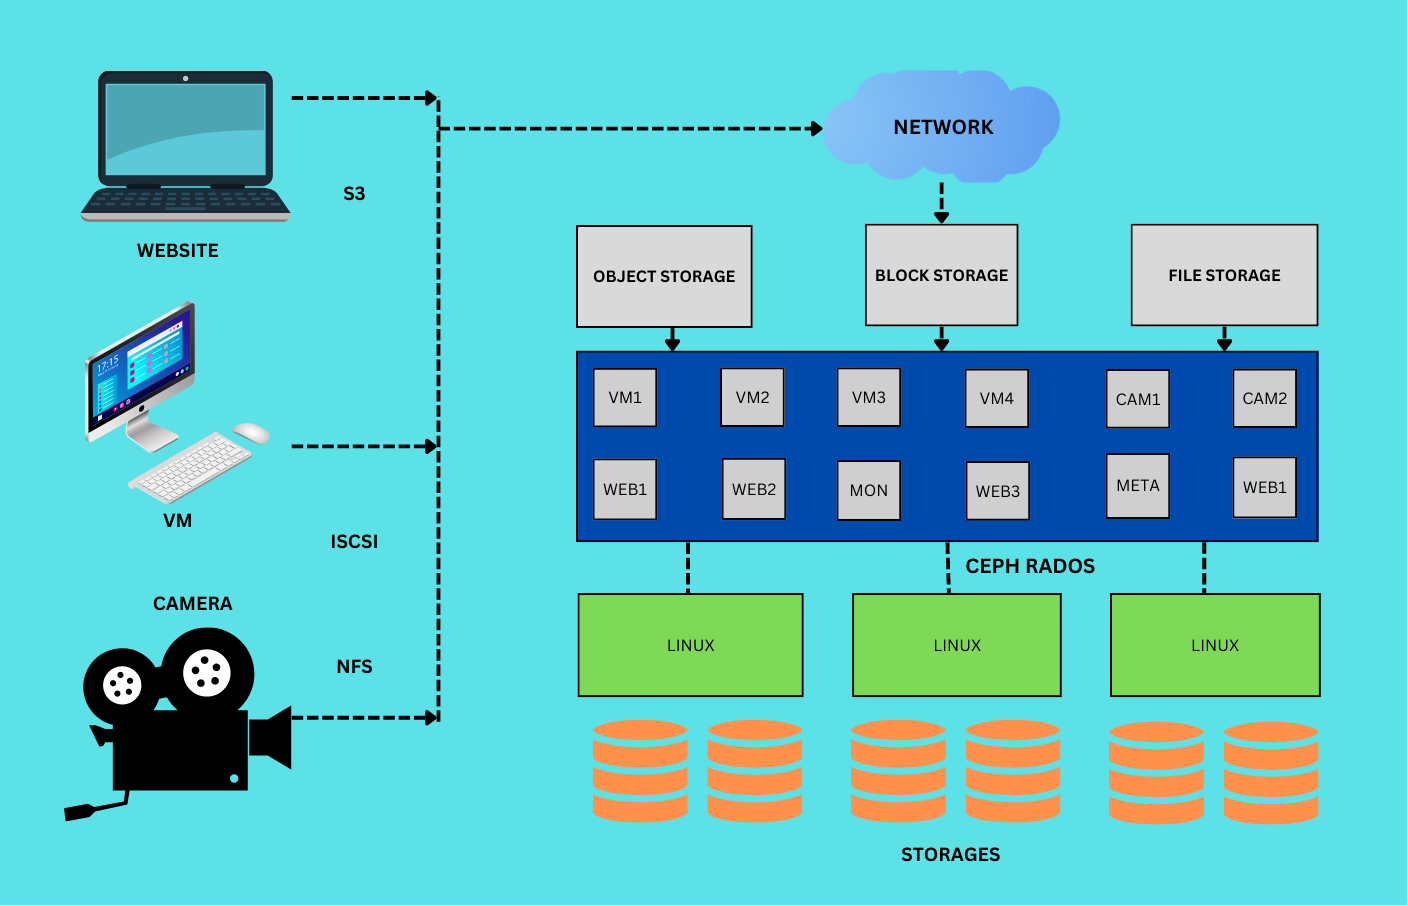 NETWORK
S3
WEBSITE
OBJECT STORAGE
BLOCK STORAGE
FILE STORAGE
17:15
VM1
VM2
VM3
VM4
CAM1
CAM2
WEB1
WEB2
MON
WEB3
META
WEB1
VM
ISCSI
CEPH RADOS
CAMERA
NFS
LINUX
LINUX
LINUX
STORAGES